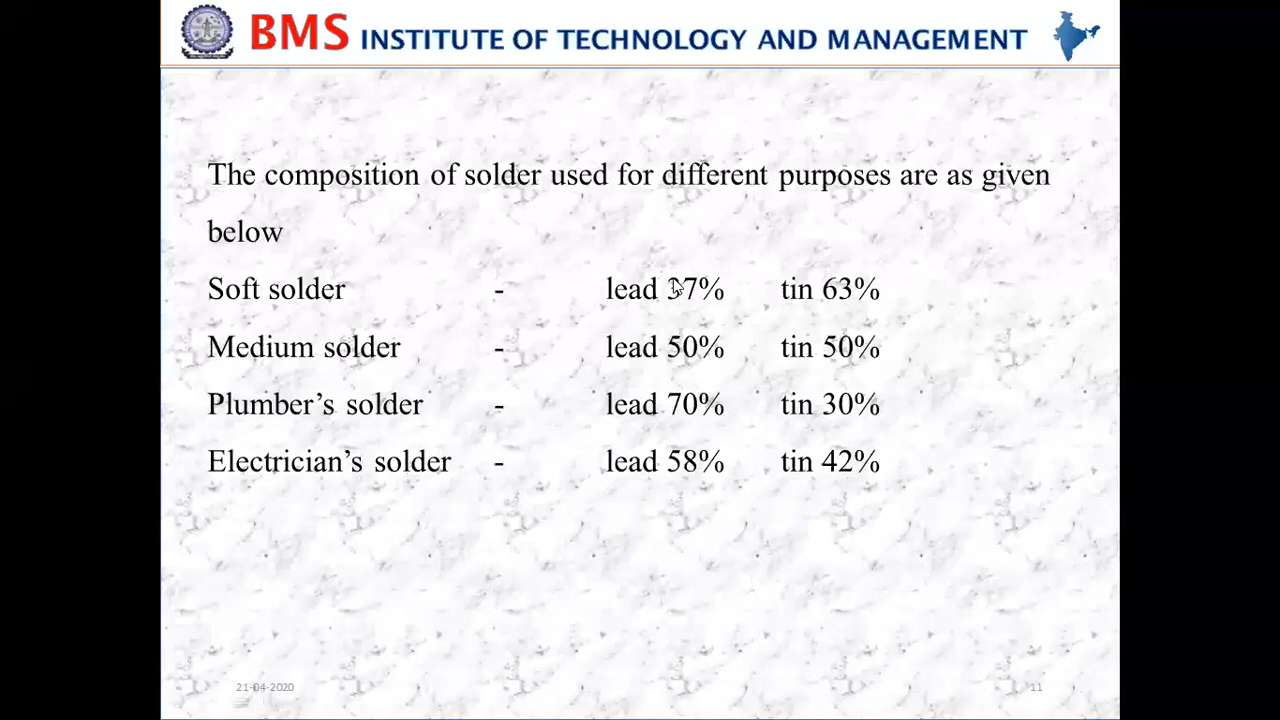 BMS INSTITUTE OF TECHNOLOGY AND MANAGEMENT
The composition of solder used for different purposes are as given
below
Soft solder - lead 37% tin 63%
Medium solder - lead 50% tin 50%
Plumber’s solder - lead 70% tin 30%
Electrician’s solder - lead 58% tin 42%
21-04-2020 11